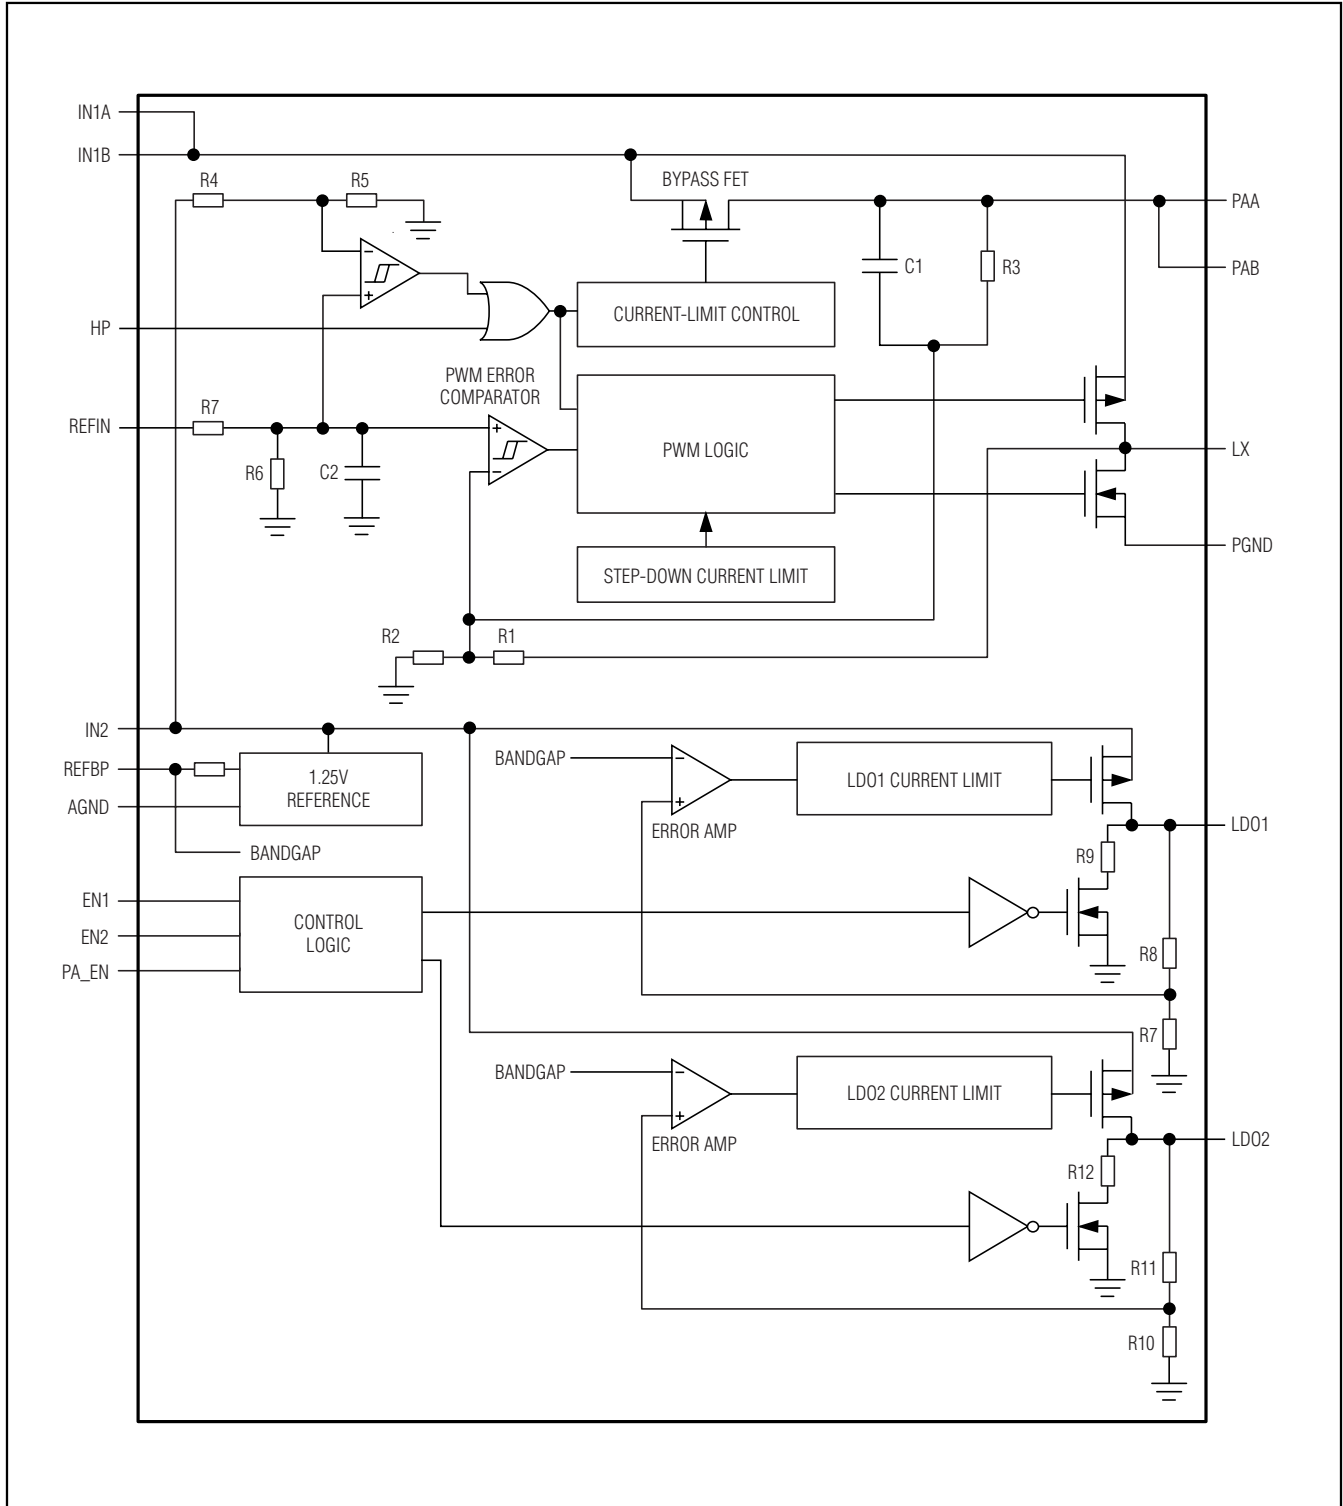 IN1A
IN1B
R4
R5
BYPASS FET
PAA
PAB
−
+
C1
R3
HP
CURRENT-LIMIT CONTROL
PWM ERROR
COMPARATOR
REFIN
R7
+
−
PWM LOGIC
LX
R6
C2
PGND
STEP-DOWN CURRENT LIMIT
R2
R1
IN2
REFBP
AGND
1.25V
REFERENCE
BANDGAP
BANDGAP
−
+
ERROR AMP
LDO1 CURRENT LIMIT
LDO1
R9
EN1
EN2
PA_EN
CONTROL
LOGIC
R8
R7
BANDGAP
−
+
ERROR AMP
LDO2 CURRENT LIMIT
LDO2
R12
R11
R10